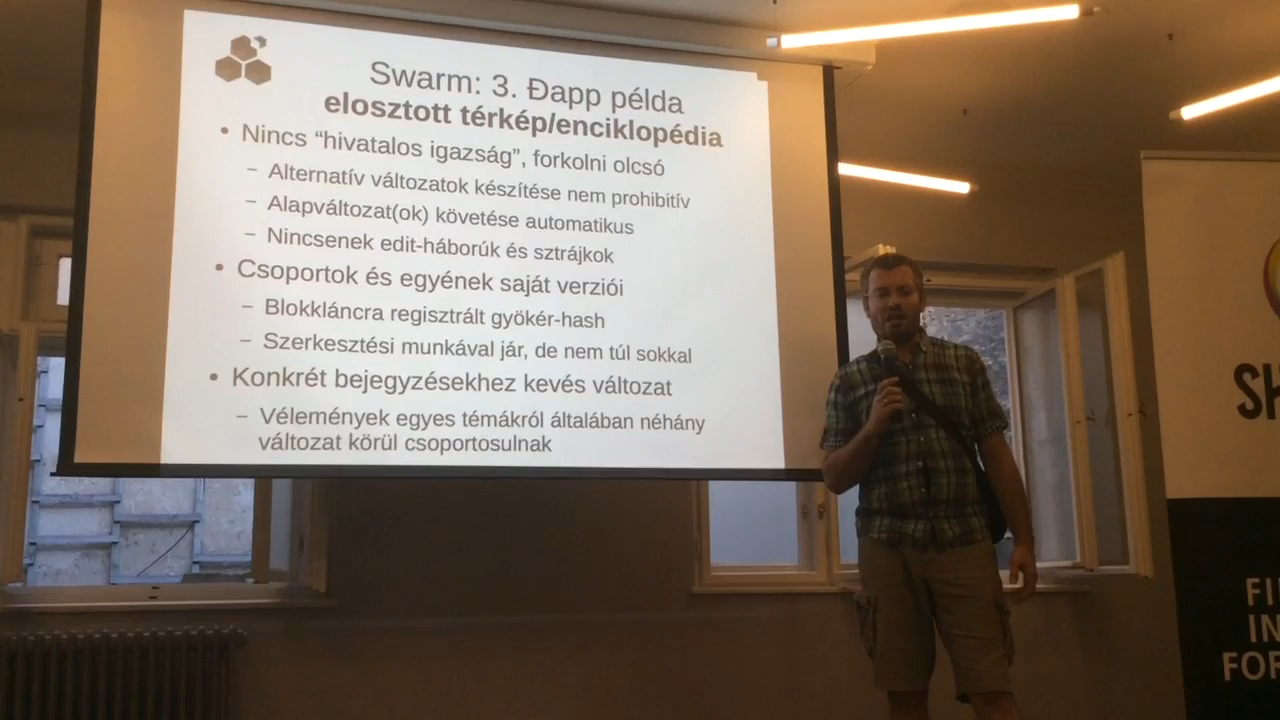 Swarm: 3. Đapp példa
elosztott térkép/enciklopédia
• Nincs “hivatalos igazság”, forkolni olcsó
– Alternatív változatok készítése nem prohibitív
– Alapváltozat(ok) követése automatikus
– Nincsenek edit-háborúk és sztrájkok
• Csoportok és egyének saját verziói
– Blokkláncra regisztrált gyökér-hash
– Szerkesztési munkával jár, de nem túl sokkal
• Konkrét bejegyzésekhez kevés változat
– Vélemények egyes témákról általában néhány
változat körül csoportosulnak